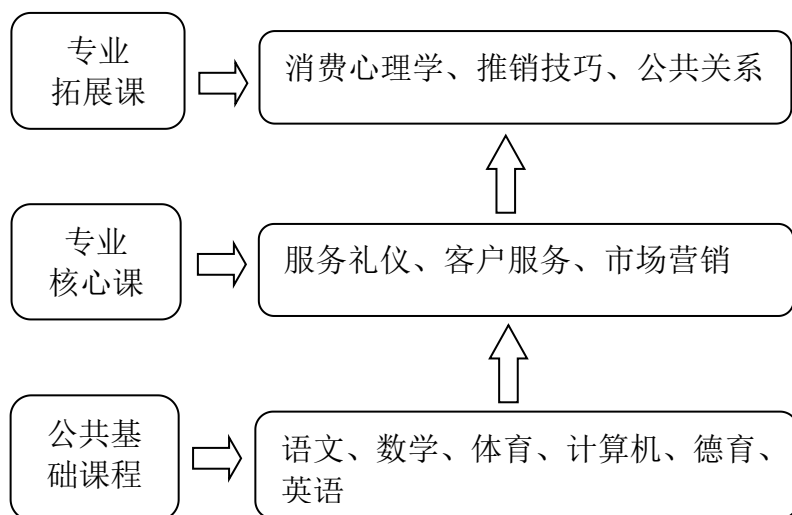 专业
拓展课
消费心理学、推销技巧、公共关系
专业
核心课
服务礼仪、客户服务、市场营销
公共基
础课程
语文、数学、体育、计算机、德育、
英语